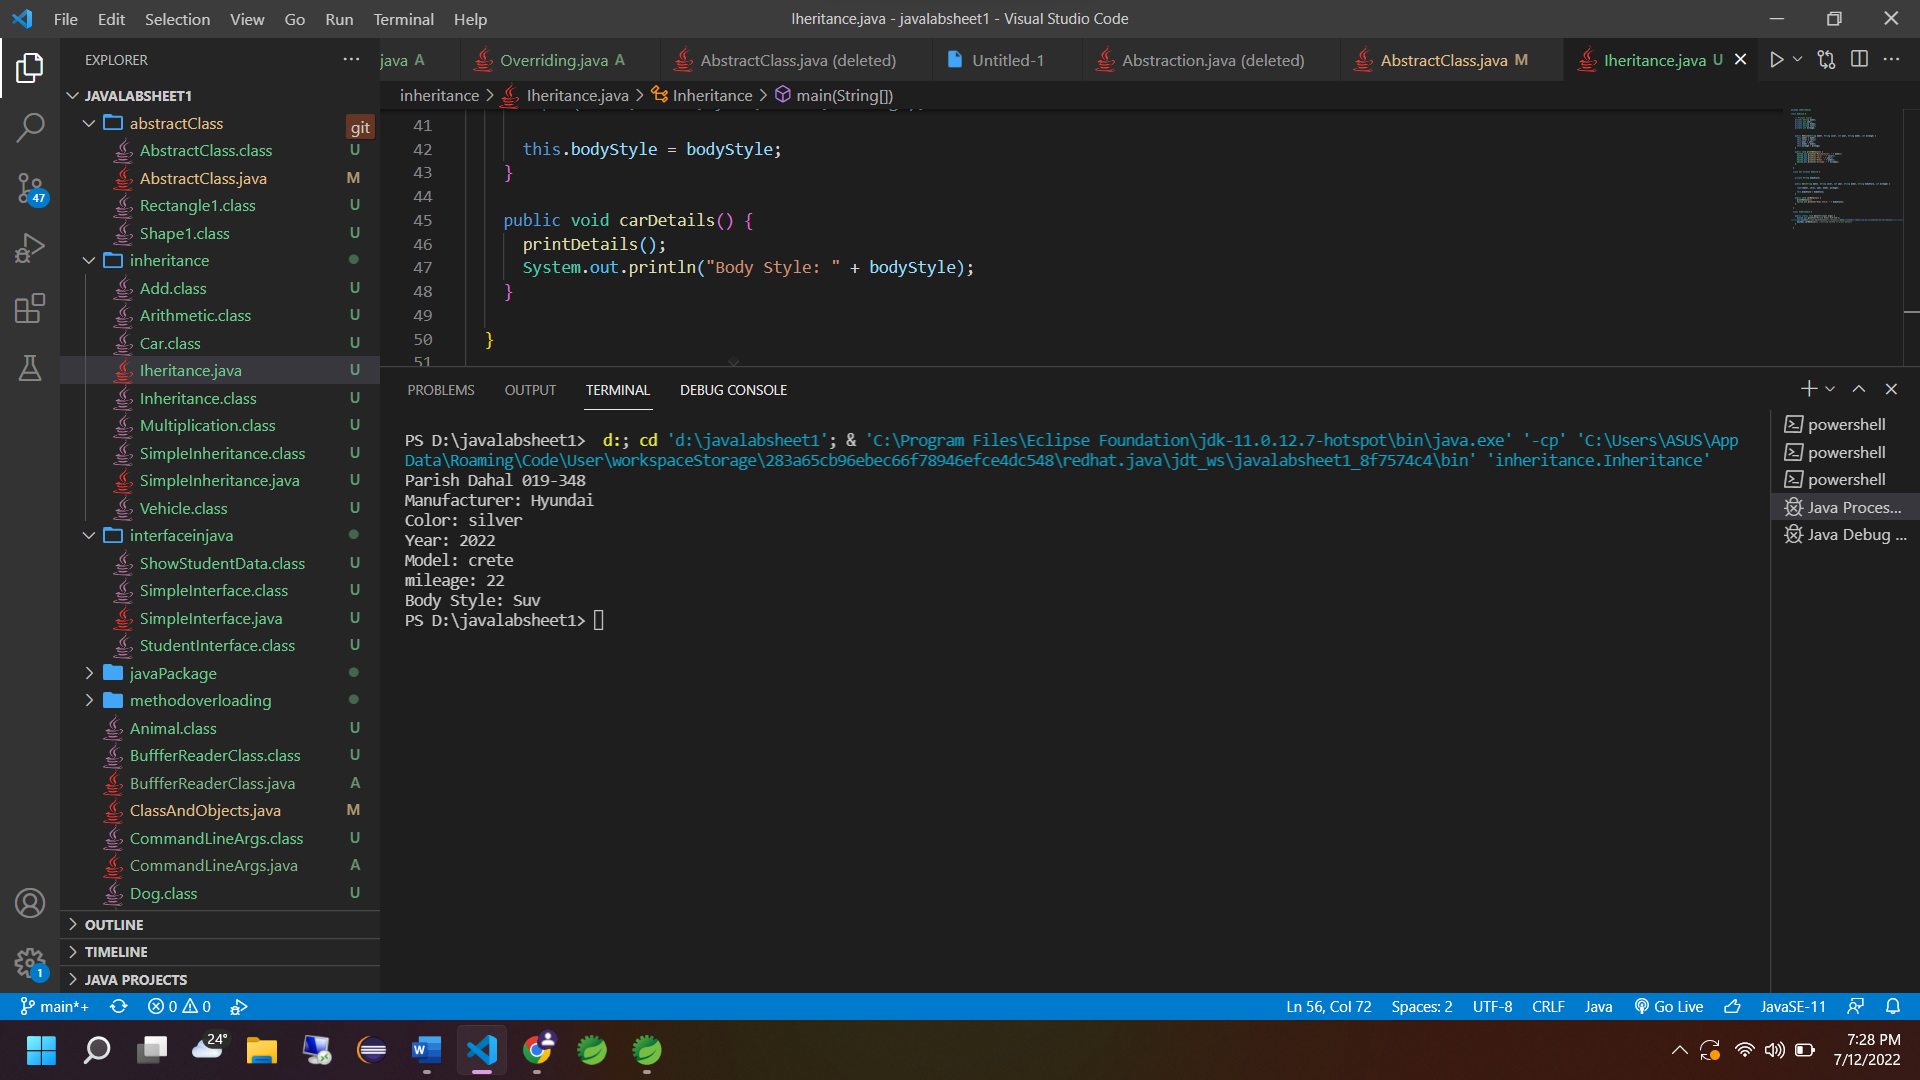 File Edit Selection View Go Run Terminal Help
Iheritance.java - javalabsheet1 - Visual Studio Code
EXPLORER
java A
Overriding.java A
AbstractClass.java (deleted)
Untitled-1
Abstraction.java (deleted)
AbstractClass.java M
Iheritance.java U
inheritance > Iheritance.java > Inheritance > main(String[])
JAVALABSHEET1
abstractClass
git
AbstractClass.class U
AbstractClass.java M
Rectangle1.class U
Shape1.class U
inheritance
Add.class U
Arithmetic.class U
Car.class U
Iheritance.java U
Inheritance.class U
Multiplication.class U
SimpleInheritance.class U
SimpleInheritance.java U
Vehicle.class U
interfaceinjava
ShowStudentData.class U
SimpleInterface.class U
SimpleInterface.java U
StudentInterface.class U
javaPackage
methodoverloading
Animal.class U
BuffferReaderClass.class U
BuffferReaderClass.java A
ClassAndObjects.java M
CommandLineArgs.class U
CommandLineArgs.java A
Dog.class U
OUTLINE
TIMELINE
JAVA PROJECTS
47
1
41
42 this.bodyStyle = bodyStyle;
43 }
44
45 public void carDetails() {
46 printDetails();
47 System.out.println("Body Style: " + bodyStyle);
48 }
49
50 }
51
PROBLEMS OUTPUT TERMINAL DEBUG CONSOLE
PS D:\javalabsheet1>  d:; cd 'd:\javalabsheet1'; & 'C:\Program Files\Eclipse Foundation\jdk-11.0.12.7-hotspot\bin\java.exe' '-cp' 'C:\Users\ASUS\App
Data\Roaming\Code\User\workspaceStorage\283a65cb96ebec66f78946efce4dc548\redhat.java\jdt_ws\javalabsheet1_8f7574c4\bin' 'inheritance.Inheritance'
Parish Dahal 019-348
Manufacturer: Hyundai
Color: silver
Year: 2022
Model: crete
mileage: 22
Body Style: Suv
PS D:\javalabsheet1>
powershell
powershell
powershell
Java Proces...
Java Debug ...
main*+ 0 0
Ln 56, Col 72 Spaces: 2 UTF-8 CRLF Java Go Live JavaSE-11
24°
7:28 PM
7/12/2022